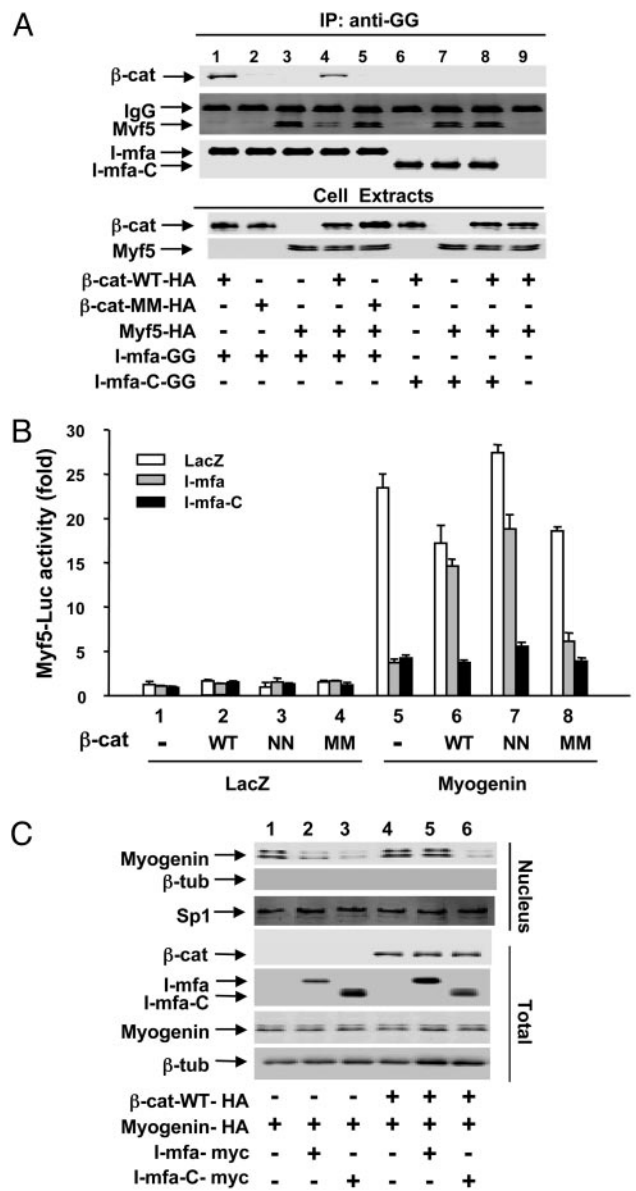 A
IP: anti-GG
1 2 3 4 5 6 7 8 9
β-cat
IgG
Mvf5
I-mfa
I-mfa-C
Cell Extracts
β-cat
Myf5
β-cat-WT-HA + - - + - + - + +
β-cat-MM-HA - + - - + - - - -
Myf5-HA - - + + + - + + +
I-mfa-GG + + + + + - - - -
I-mfa-C-GG - - - - - + + + -
B
Myf5-Luc activity (fold)
30
25
20
15
10
5
0
LacZ
I-mfa
I-mfa-C
1 2 3 4 5 6 7 8
β-cat - WT NN MM - WT NN MM
LacZ Myogenin
C
1 2 3 4 5 6
Myogenin
β-tub
Sp1
Nucleus
β-cat
I-mfa
I-mfa-C
Myogenin
β-tub
Total
β-cat-WT- HA - - - + + +
Myogenin- HA + + + + + +
I-mfa- myc - + - - + -
I-mfa-C- myc - - + - - +